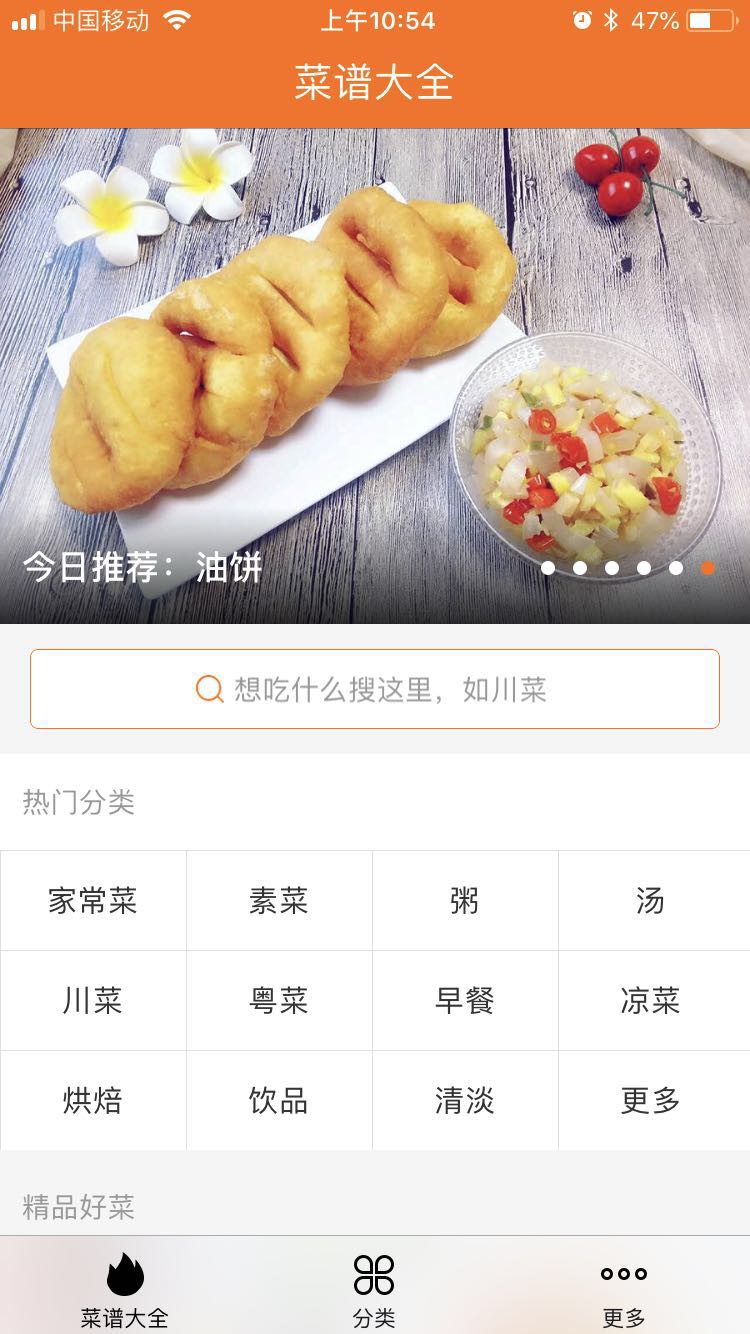 中国移动 上午10:54 47%
菜谱大全
今日推荐：油饼
想吃什么搜这里，如川菜
热门分类
家常菜 素菜 粥 汤
川菜 粤菜 早餐 凉菜
烘焙 饮品 清淡 更多
精品好菜
菜谱大全 分类 更多